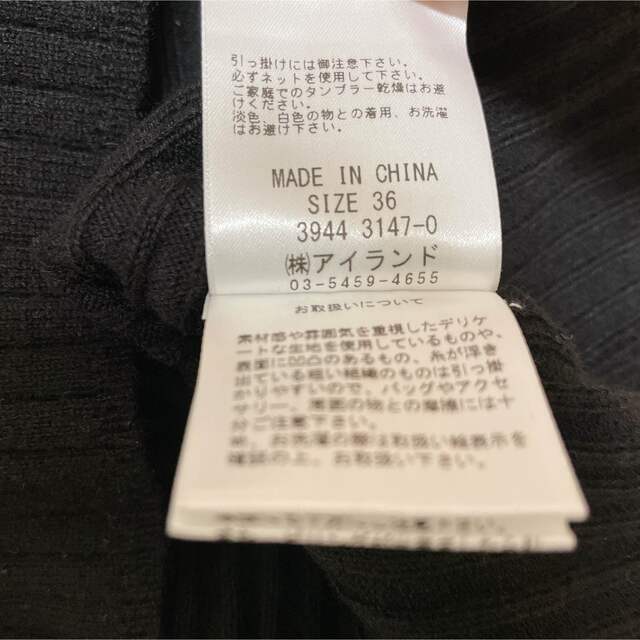 引っ掛けには御注意下さい。
必ずネットを使用して下さい。
ご家庭でのタンブラー乾燥はお避
けください。
淡色、白色の物との着用、お洗濯
はお避け下さい。
MADE IN CHINA
SIZE 36
3944 3147-0
㈱アイランド
03-5459-4655
お取扱いについて
素材感や雰囲気を重視したデリケ
ートな生地を使用しているものや、
表面に凹凸のあるもの、糸が浮き
出ている粗い組織のものは引っ掛
かりやすいので、バッグやアクセ
サリー、周囲の物との摩擦には十
分ご注意下さい。
尚、お洗濯の際は取扱い絵表示を
確認の上、お取扱い下さい。